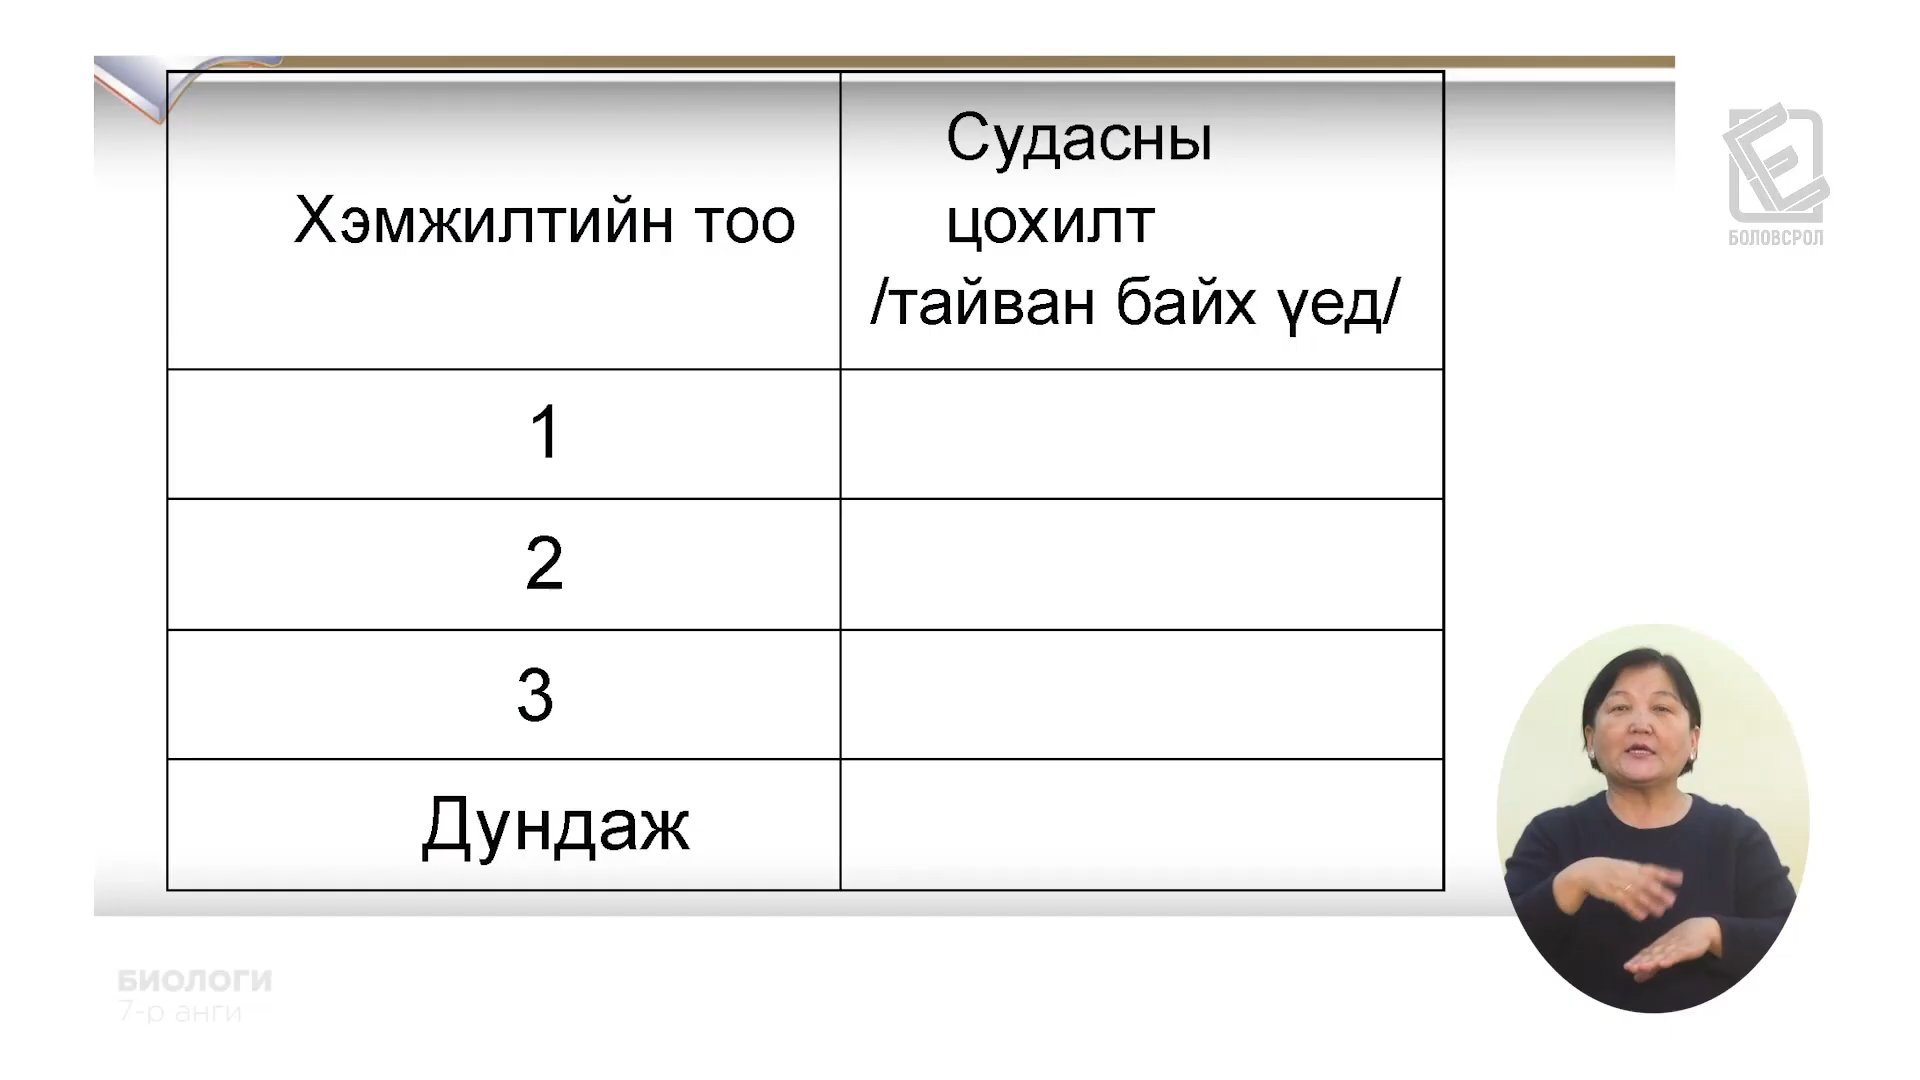 Хэмжилтийн тоо
Судасны
цохилт
/тайван байх үед/
1
2
3
Дундаж
БОЛОВСРОЛ
БИОЛОГИ
7-р анги